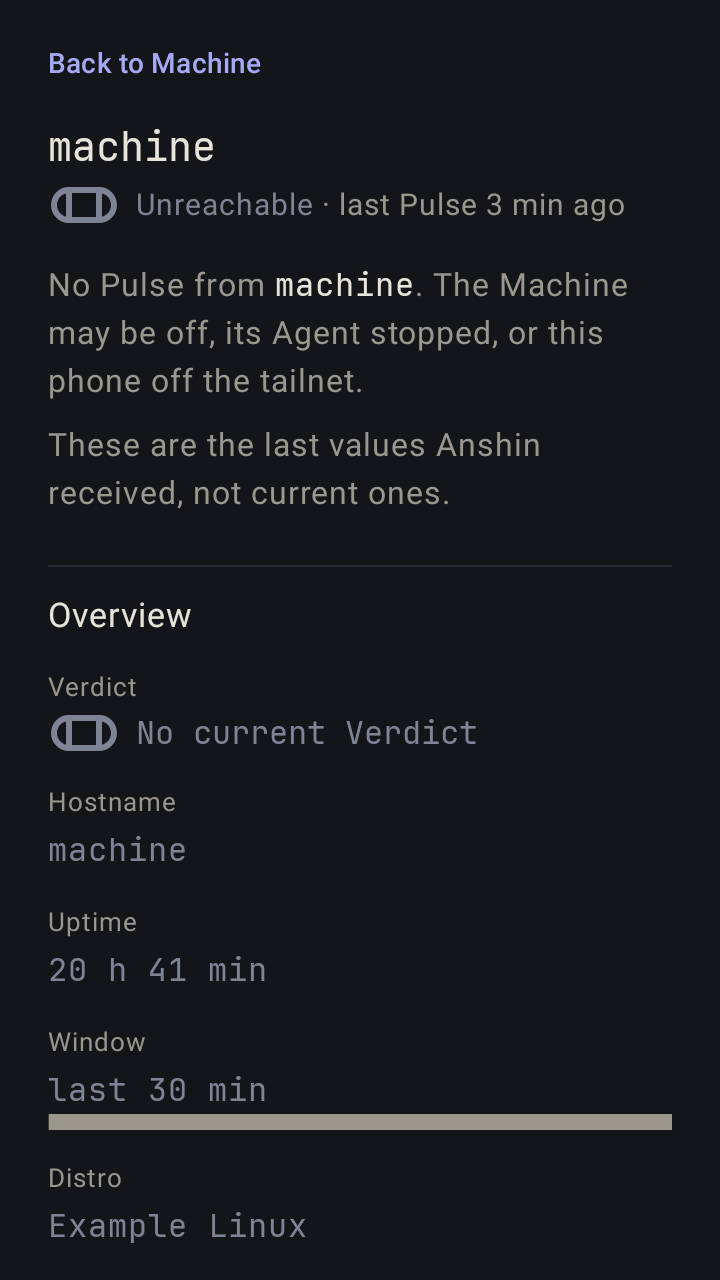 Back to Machine
machine
Unreachable · last Pulse 3 min ago
No Pulse from machine. The Machine
may be off, its Agent stopped, or this
phone off the tailnet.
These are the last values Anshin
received, not current ones.
Overview
Verdict
No current Verdict
Hostname
machine
Uptime
20 h 41 min
Window
last 30 min
Distro
Example Linux